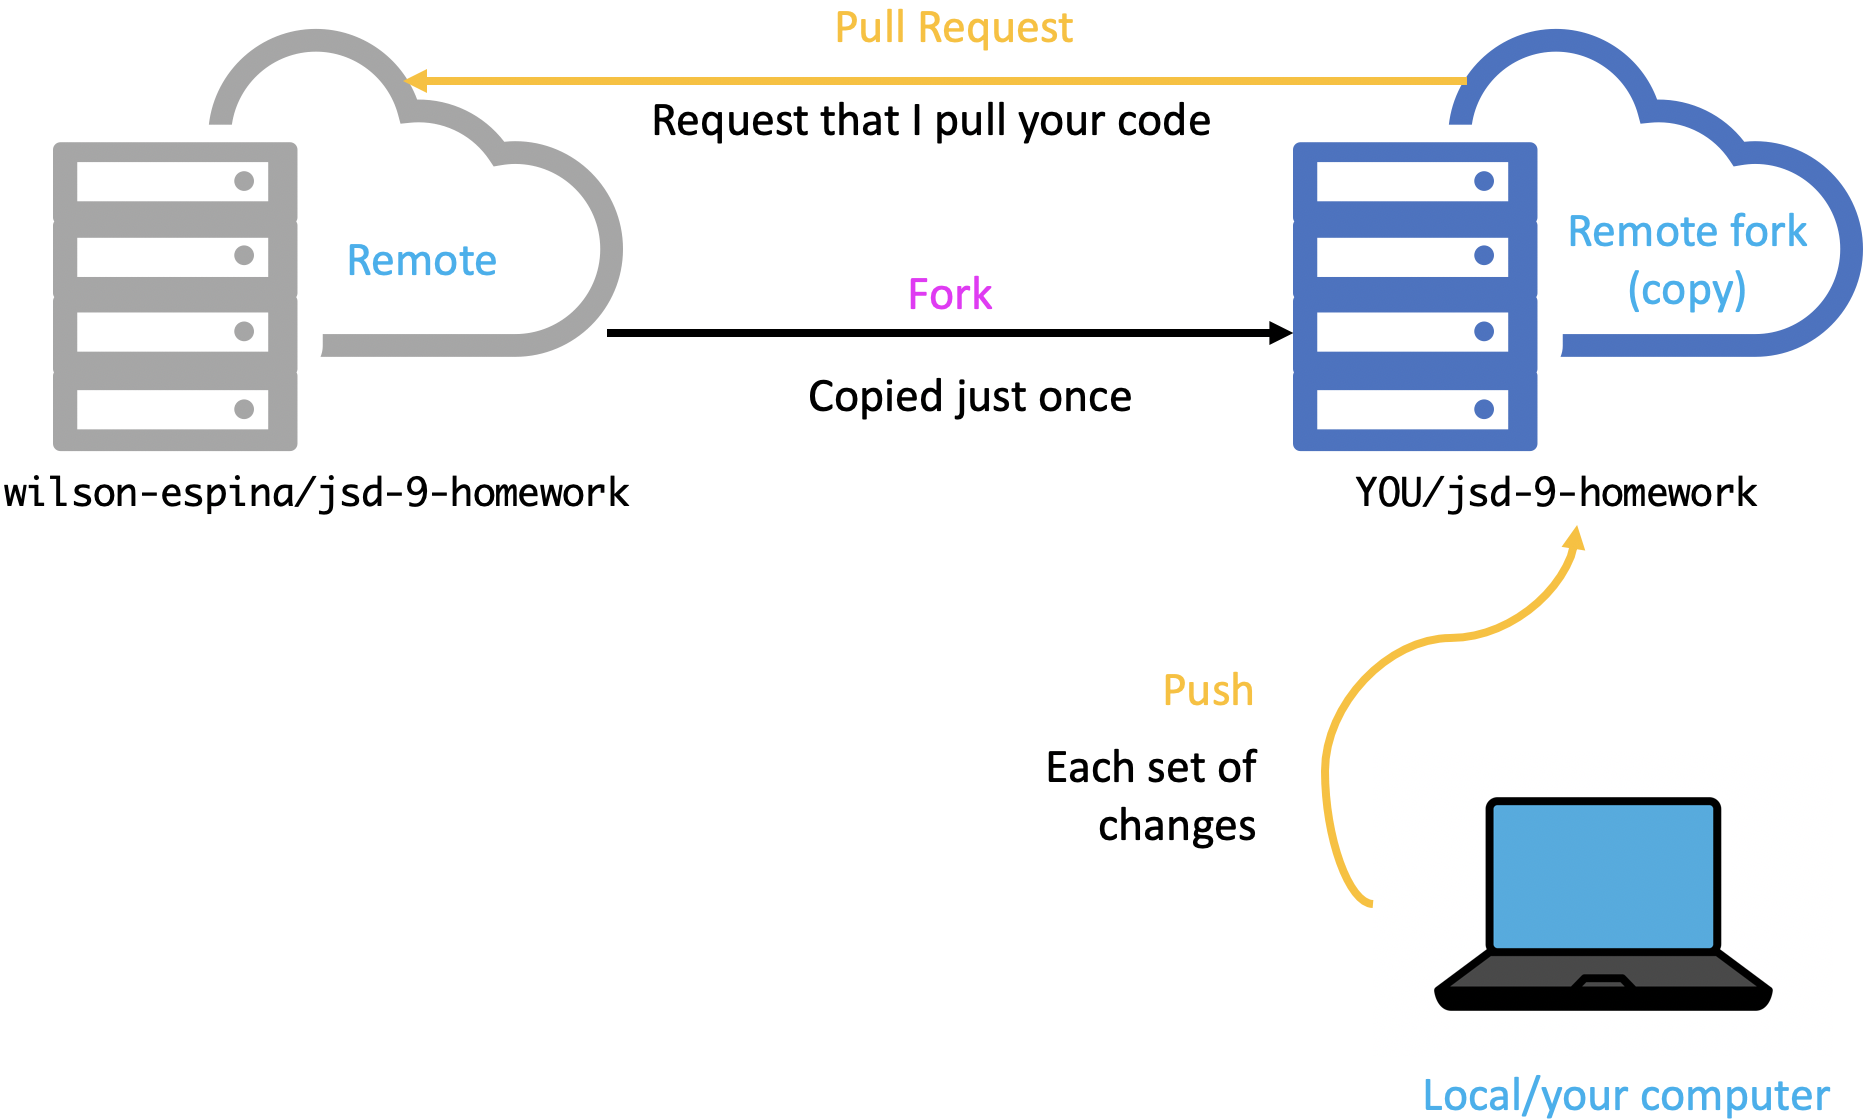 Pull Request
Request that I pull your code
Remote
Remote fork
(copy)
Fork
Copied just once
wilson-espina/jsd-9-homework
YOU/jsd-9-homework
Push
Each set of
changes
Local/your computer